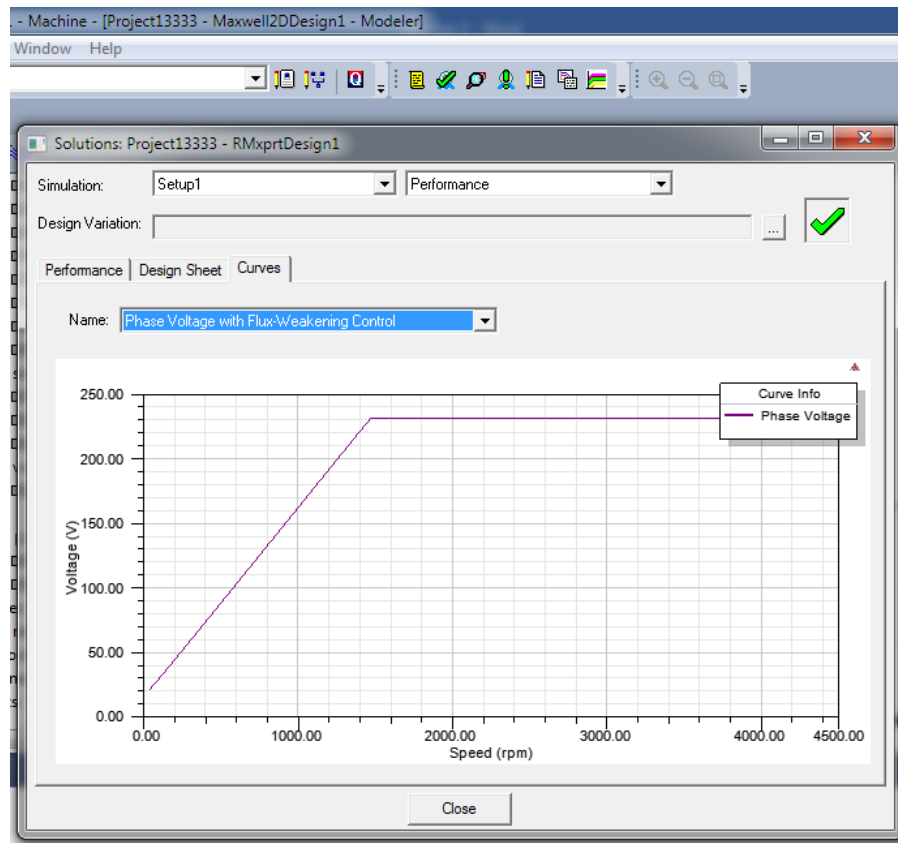 - Machine - [Project13333 - Maxwell2DDesign1 - Modeler]
Window Help
Solutions: Project13333 - RMxprtDesign1
Simulation: Setup1 Performance
Design Variation: ...
Performance Design Sheet Curves
Name: Phase Voltage with Flux-Weakening Control
Curve Info
Phase Voltage
250.00
200.00
150.00
100.00
50.00
0.00
Voltage (V)
0.00 1000.00 2000.00 3000.00 4000.00 4500.00
Speed (rpm)
Close